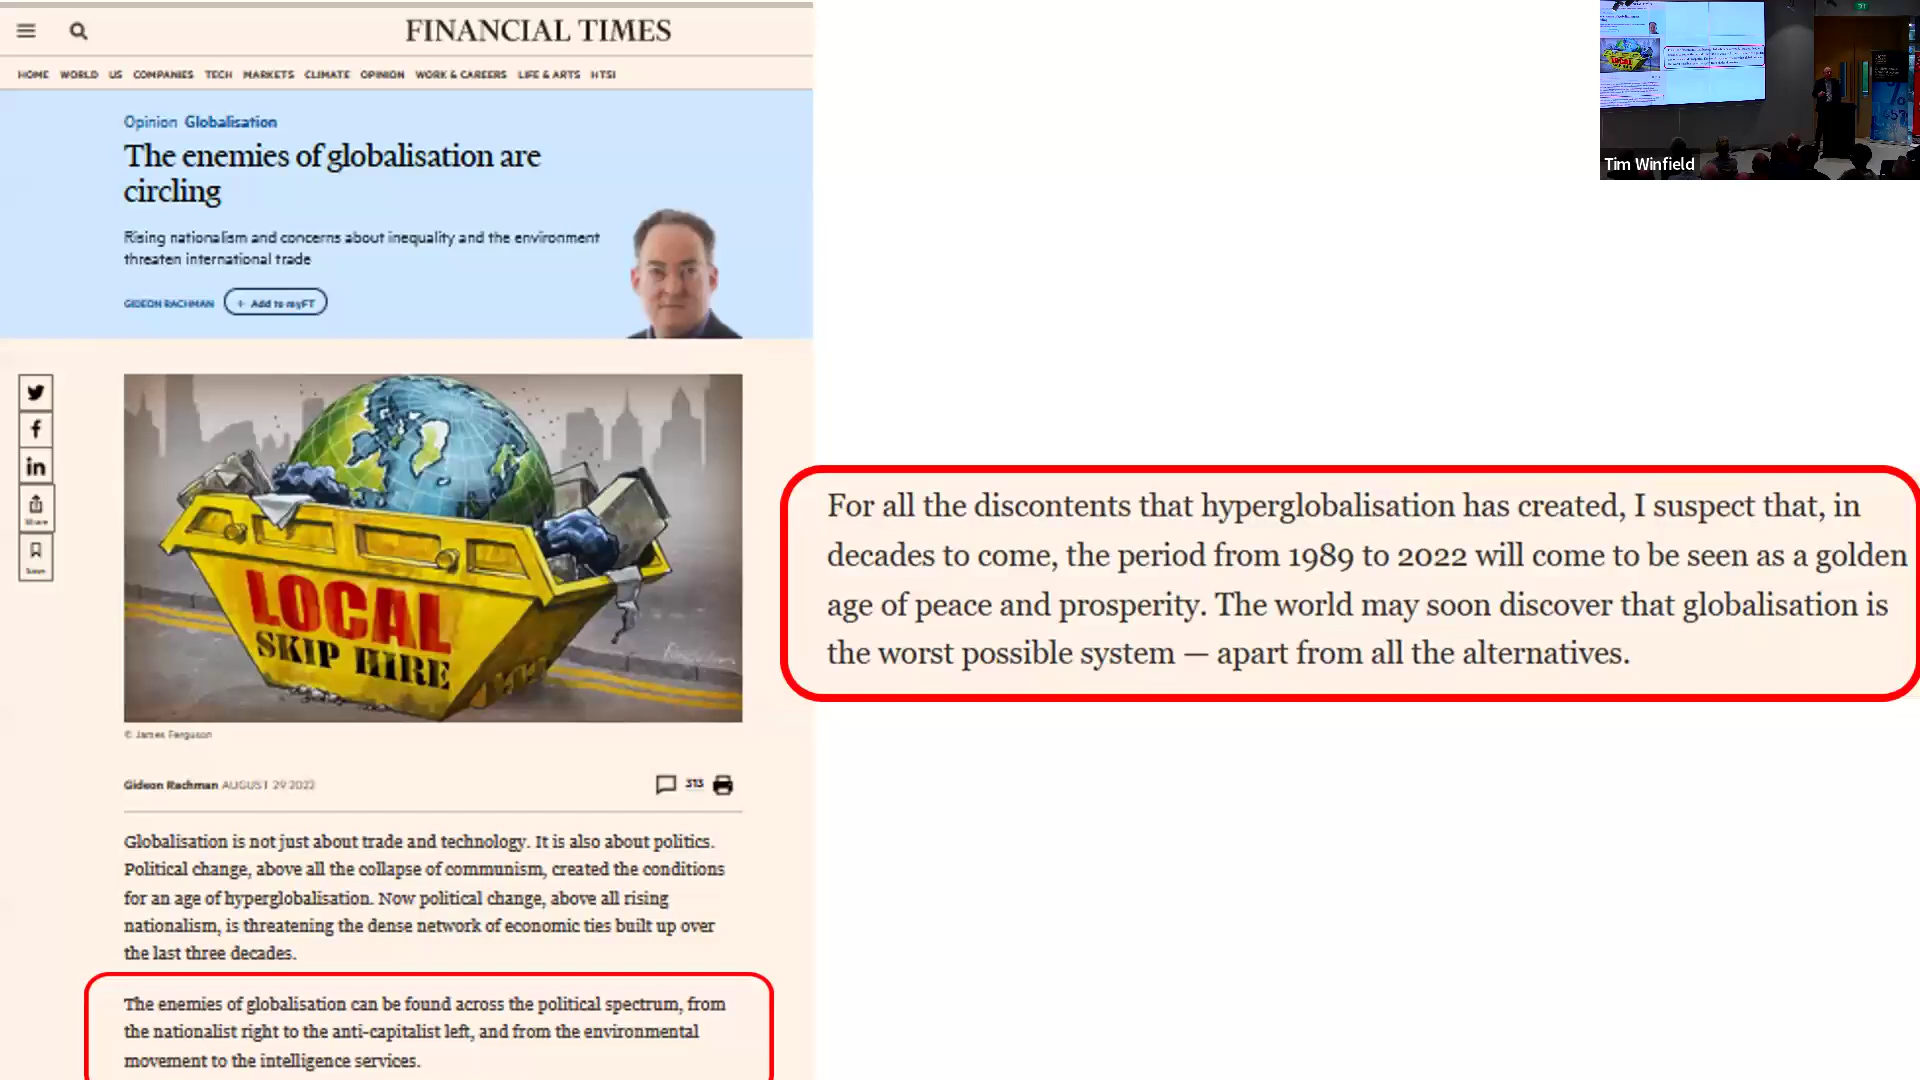 FINANCIAL TIMES
HOME WORLD US COMPANIES TECH MARKETS CLIMATE OPINION WORK & CAREERS LIFE & ARTS HTSI
Opinion Globalisation
The enemies of globalisation are
circling
Rising nationalism and concerns about inequality and the environment
threaten international trade
GIDEON RACHMAN + Add to myFT
Share
Save
LOCAL
SKIP HIRE
© James Ferguson
Gideon Rachman AUGUST 29 2022
313
Globalisation is not just about trade and technology. It is also about politics.
Political change, above all the collapse of communism, created the conditions
for an age of hyperglobalisation. Now political change, above all rising
nationalism, is threatening the dense network of economic ties built up over
the last three decades.
The enemies of globalisation can be found across the political spectrum, from
the nationalist right to the anti-capitalist left, and from the environmental
movement to the intelligence services.
For all the discontents that hyperglobalisation has created, I suspect that, in
decades to come, the period from 1989 to 2022 will come to be seen as a golden
age of peace and prosperity. The world may soon discover that globalisation is
the worst possible system — apart from all the alternatives.
LOCAL
Tim Winfield